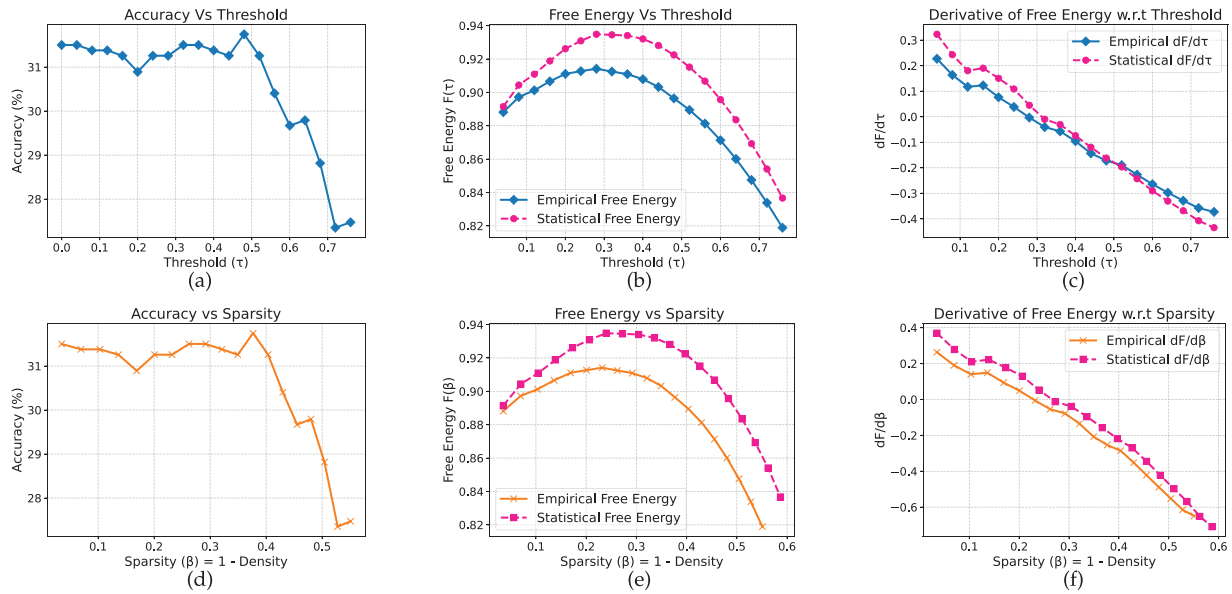 Accuracy Vs Threshold
Accuracy (%)
31
30
29
28
0.0 0.1 0.2 0.3 0.4 0.5 0.6 0.7
Threshold (τ)
(a)
Free Energy Vs Threshold
Free Energy F(τ)
0.94
0.92
0.90
0.88
0.86
0.84
0.82
Empirical Free Energy
Statistical Free Energy
0.1 0.2 0.3 0.4 0.5 0.6 0.7
Threshold (τ)
(b)
Derivative of Free Energy w.r.t Threshold
dF/dτ
0.3
0.2
0.1
0.0
−0.1
−0.2
−0.3
−0.4
Empirical dF/dτ
Statistical dF/dτ
0.1 0.2 0.3 0.4 0.5 0.6 0.7
Threshold (τ)
(c)
Accuracy vs Sparsity
Accuracy (%)
31
30
29
28
0.1 0.2 0.3 0.4 0.5
Sparsity (β) = 1 - Density
(d)
Free Energy vs Sparsity
Free Energy F(β)
0.94
0.92
0.90
0.88
0.86
0.84
0.82
Empirical Free Energy
Statistical Free Energy
0.1 0.2 0.3 0.4 0.5 0.6
Sparsity (β) = 1 - Density
(e)
Derivative of Free Energy w.r.t Sparsity
dF/dβ
0.4
0.2
0.0
−0.2
−0.4
−0.6
Empirical dF/dβ
Statistical dF/dβ
0.1 0.2 0.3 0.4 0.5 0.6
Sparsity (β) = 1 - Density
(f)